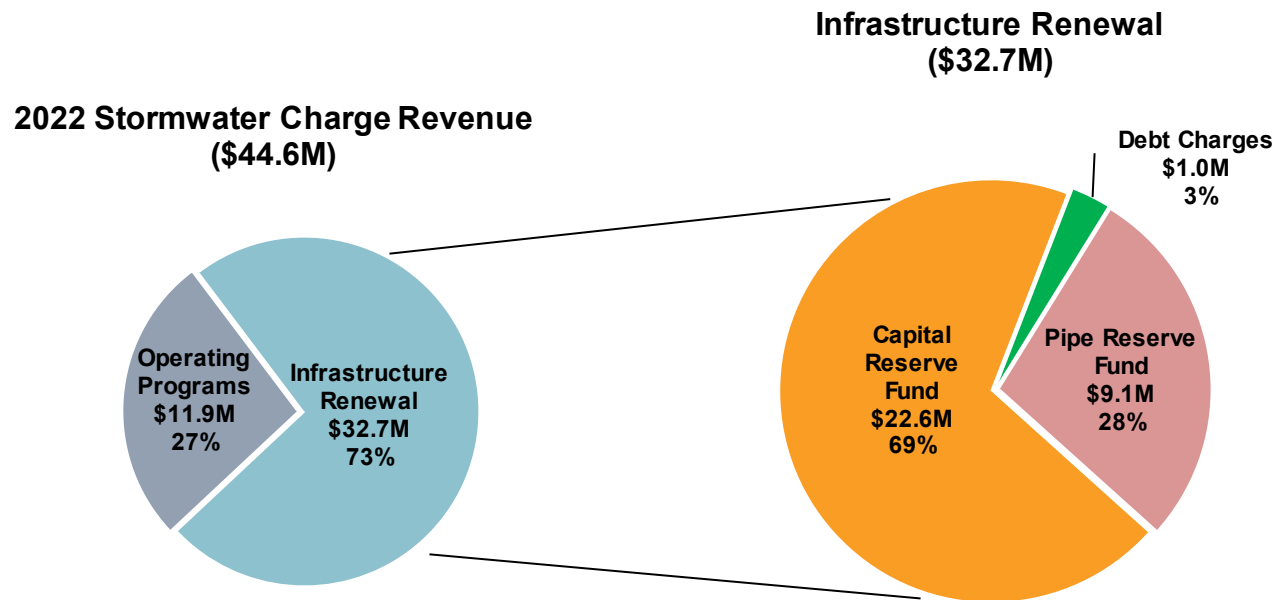 2022 Stormwater Charge Revenue
($44.6M)
Operating
Programs
$11.9M
27%
Infrastructure
Renewal
$32.7M
73%
Infrastructure Renewal
($32.7M)
Debt Charges
$1.0M
3%
Capital
Reserve
Fund
$22.6M
69%
Pipe Reserve
Fund
$9.1M
28%